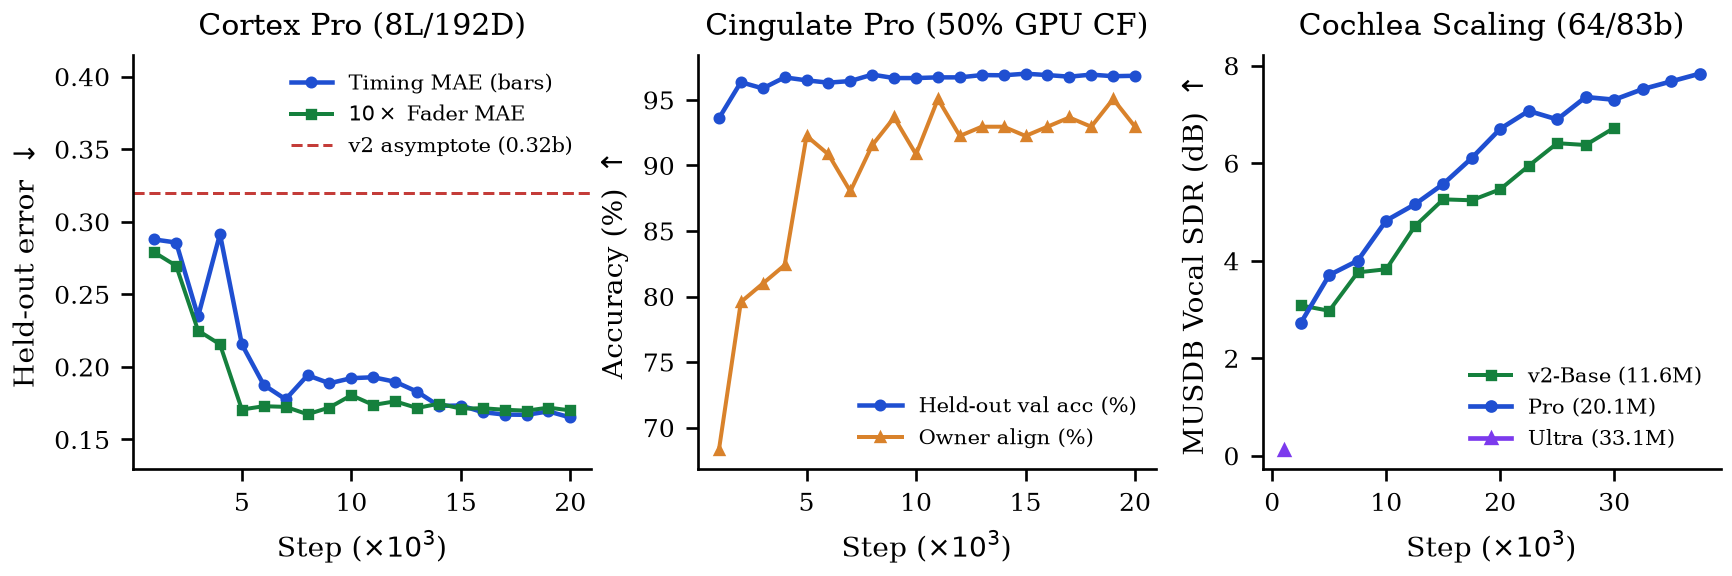 Cortex Pro (8L/192D)
Held-out error ↓
0.40
0.35
0.30
0.25
0.20
0.15
Timing MAE (bars)
10× Fader MAE
v2 asymptote (0.32b)
5 10 15 20
Step (×10³)
Cingulate Pro (50% GPU CF)
Accuracy (%) ↑
95
90
85
80
75
70
Held-out val acc (%)
Owner align (%)
5 10 15 20
Step (×10³)
Cochlea Scaling (64/83b)
MUSDB Vocal SDR (dB) ↑
8
6
4
2
0
v2-Base (11.6M)
Pro (20.1M)
Ultra (33.1M)
0 10 20 30
Step (×10³)